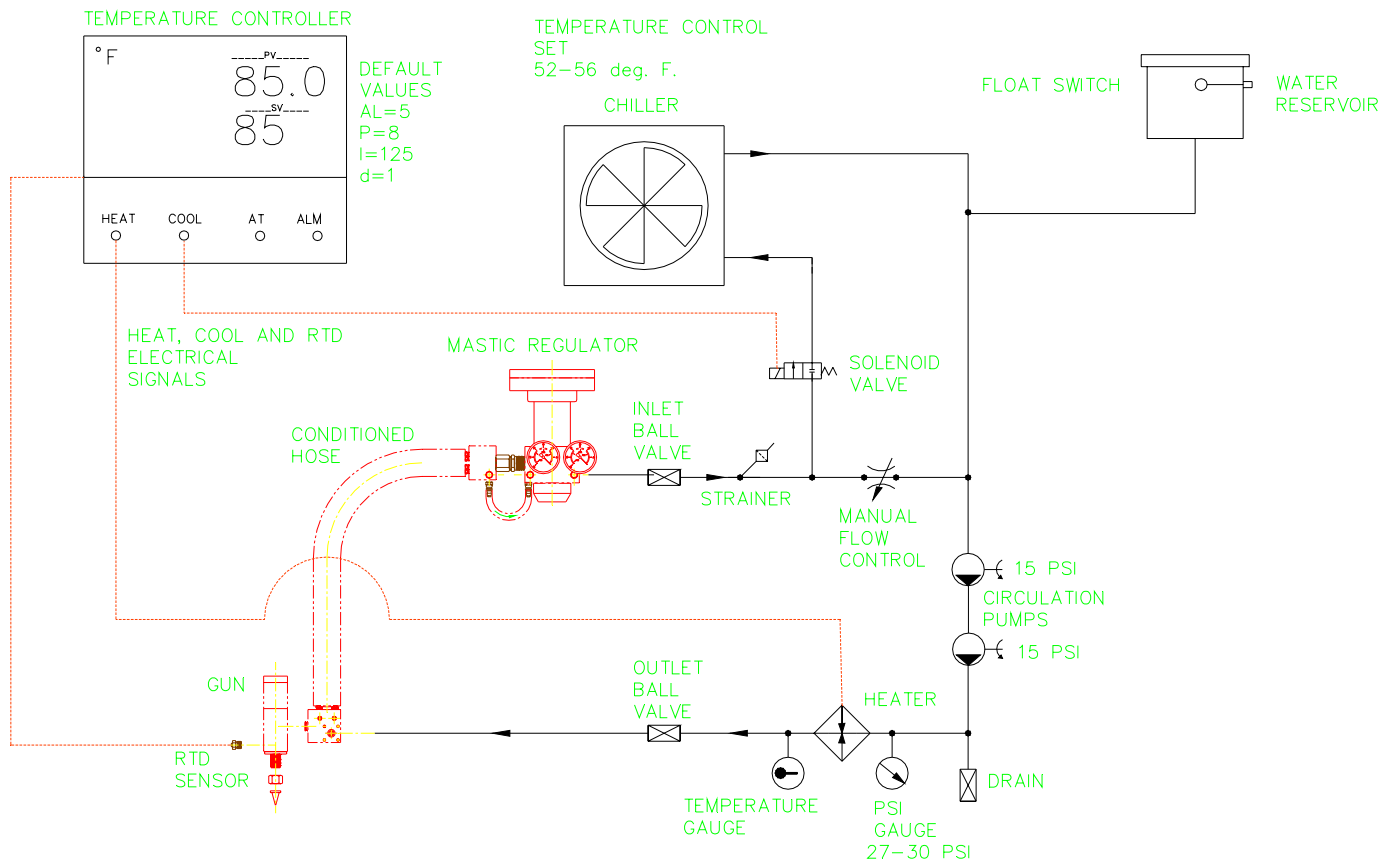 TEMPERATURE CONTROLLER
°F
PV
85.0
SV
85
HEAT
COOL
AT
ALM
DEFAULT
VALUES
AL=5
P=8
I=125
d=1
TEMPERATURE CONTROL
SET
52-56 deg. F.
CHILLER
FLOAT SWITCH
WATER
RESERVOIR
HEAT, COOL AND RTD
ELECTRICAL
SIGNALS
MASTIC REGULATOR
SOLENOID
VALVE
CONDITIONED
HOSE
INLET
BALL
VALVE
STRAINER
MANUAL
FLOW
CONTROL
15 PSI
CIRCULATION
PUMPS
15 PSI
GUN
RTD
SENSOR
OUTLET
BALL
VALVE
HEATER
TEMPERATURE
GAUGE
PSI
GAUGE
27-30 PSI
DRAIN